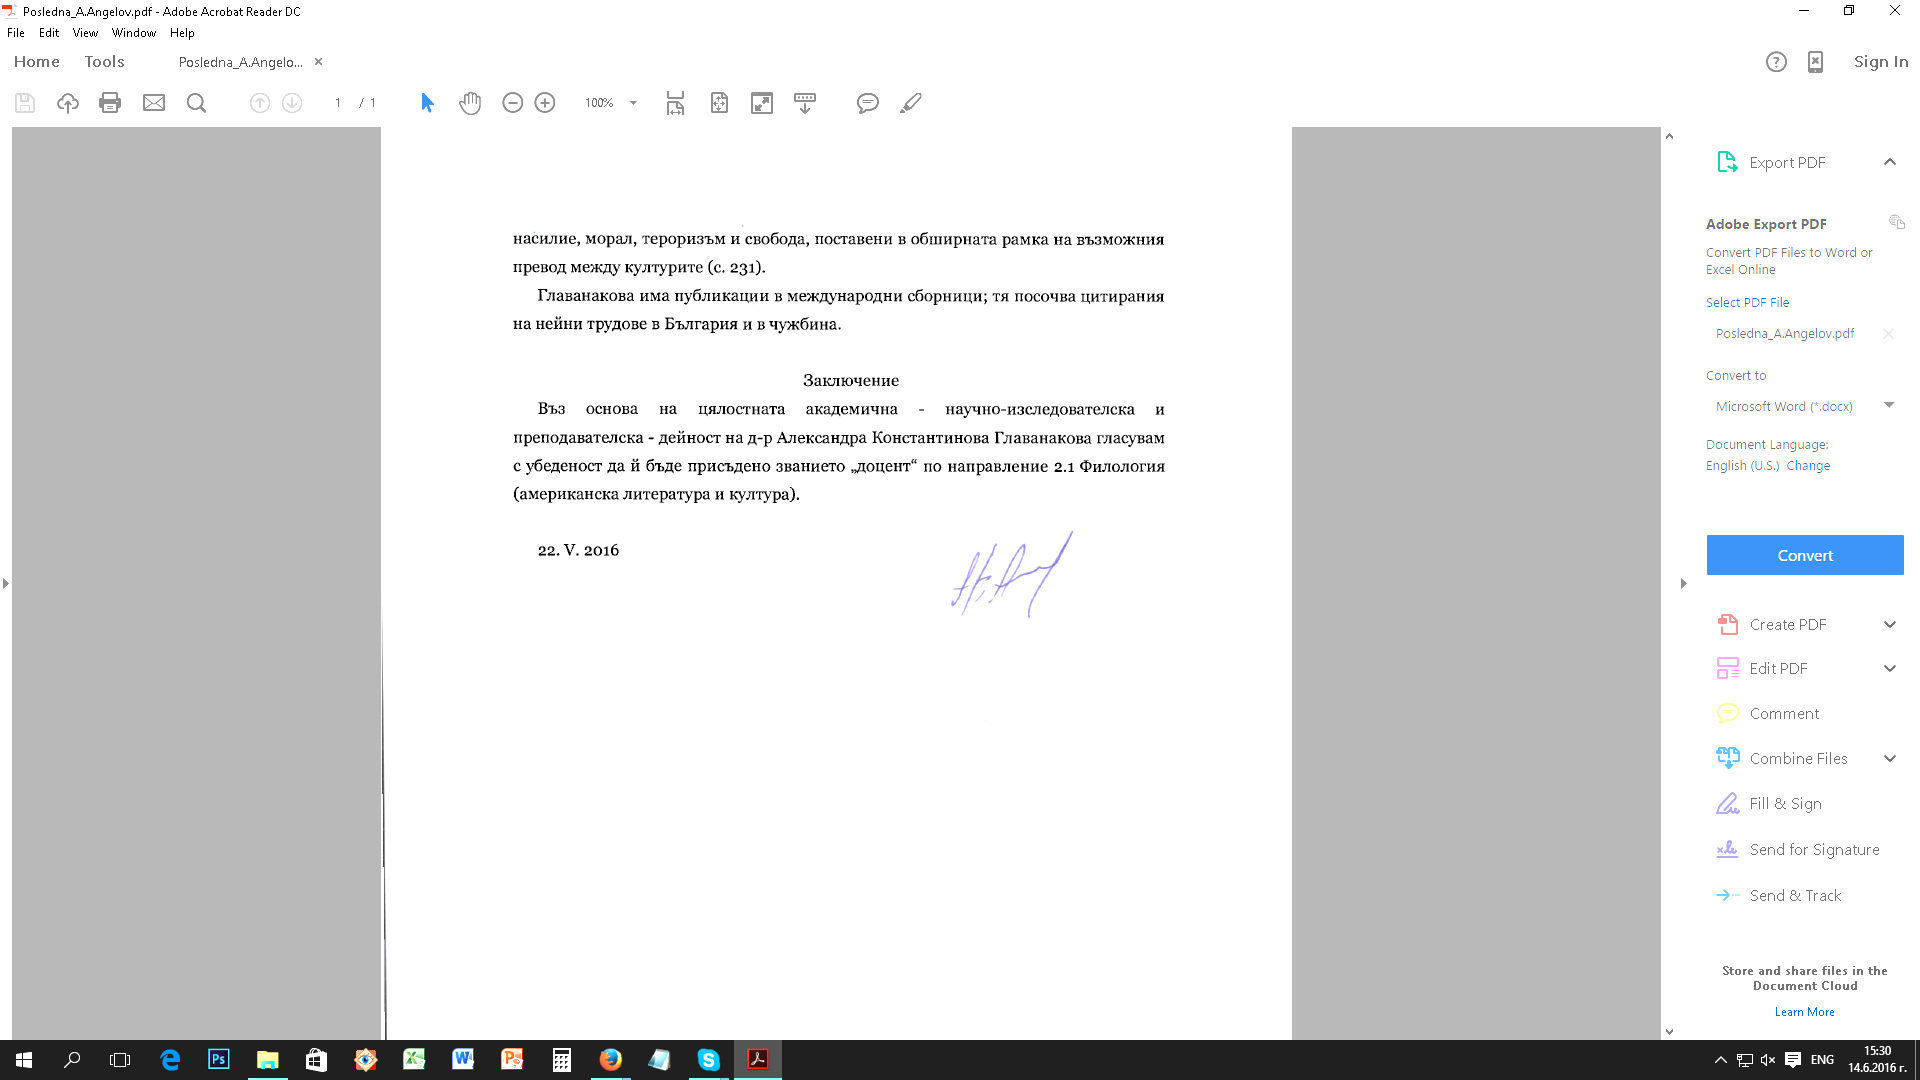 Posledna_A.Angelov.pdf - Adobe Acrobat Reader DC
File Edit View Window Help
Home Tools Posledna_A.Angelo... ×
Sign In
1 / 1 100%
насилие, морал, тероризъм и свобода, поставени в обширната рамка на възможния
превод между културите (с. 231).
Главанакова има публикации в международни сборници; тя посочва цитирания
на нейни трудове в България и в чужбина.
Заключение
Въз основа на цялостната академична - научно-изследователска и
преподавателска - дейност на д-р Александра Константинова Главанакова гласувам
с убеденост да й бъде присъдено званието „доцент“ по направление 2.1 Филология
(американска литература и култура).
22. V. 2016
Export PDF
Adobe Export PDF
Convert PDF Files to Word or
Excel Online
Select PDF File
Posledna_A.Angelov.pdf
Convert to
Microsoft Word (*.docx)
Document Language:
English (U.S.) Change
Convert
Create PDF
Edit PDF
Comment
Combine Files
Fill & Sign
Send for Signature
Send & Track
Store and share files in the
Document Cloud
Learn More
ENG
15:30
14.6.2016 г.